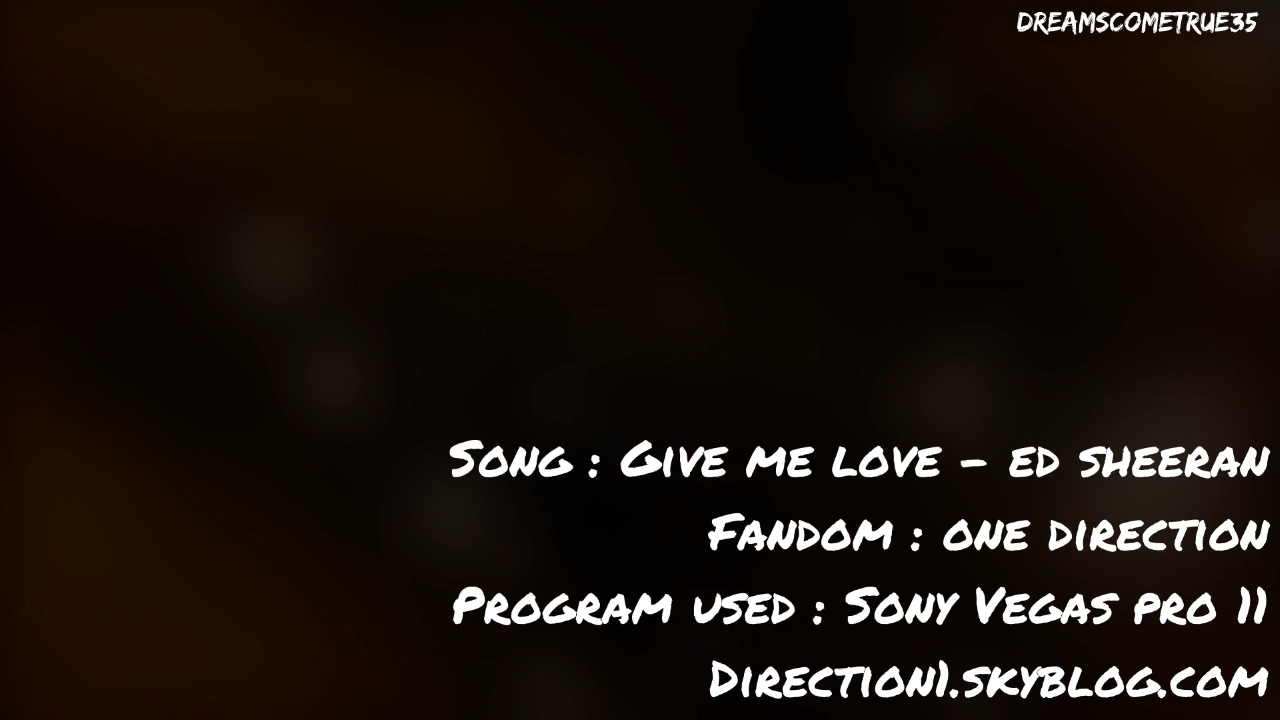 DREAMSCOMETRUE35
Song : Give me love - ed sheeran
Fandom : one direction
Program used : Sony Vegas pro 11
Direction1.skyblog.com